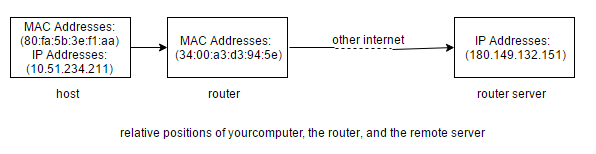 MAC Addresses:
(80:fa:5b:3e:f1:aa)
IP Addresses:
(10.51.234.211)
host
MAC Addresses:
(34:00:a3:d3:94:5e)
router
other internet
IP Addresses:
(180.149.132.151)
router server
relative positions of yourcomputer, the router, and the remote server